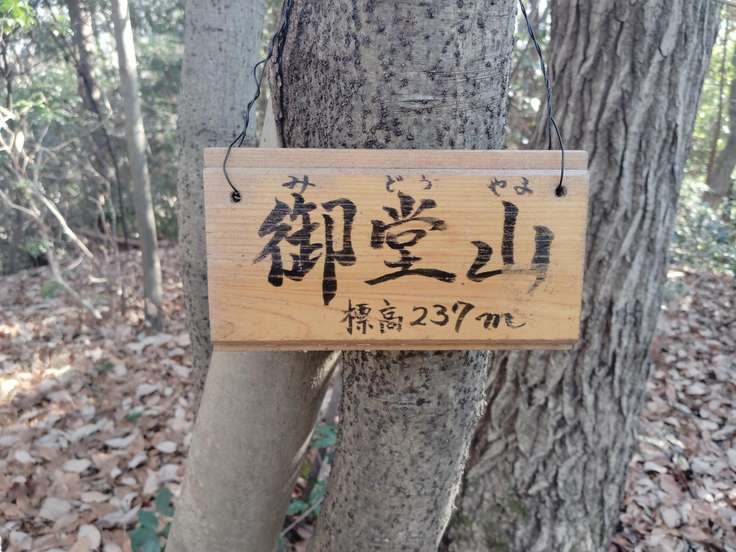 み どう やま
御堂山
標高237m